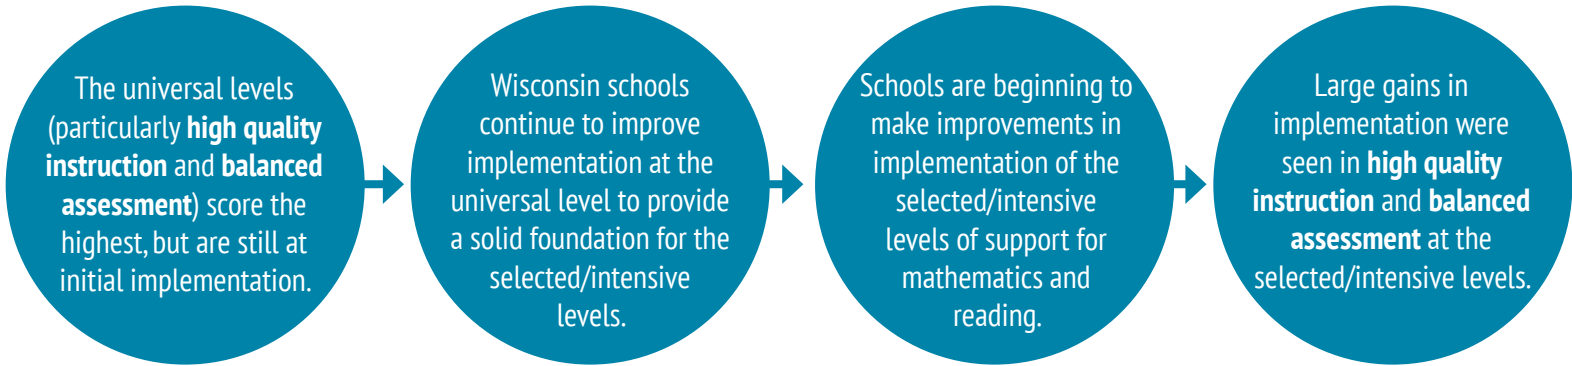 The universal levels
(particularly high quality
instruction and balanced
assessment) score the
highest, but are still at
initial implementation.
Wisconsin schools
continue to improve
implementation at the
universal level to provide
a solid foundation for the
selected/intensive
levels.
Schools are beginning to
make improvements in
implementation of the
selected/intensive
levels of support for
mathematics and
reading.
Large gains in
implementation were
seen in high quality
instruction and balanced
assessment at the
selected/intensive levels.